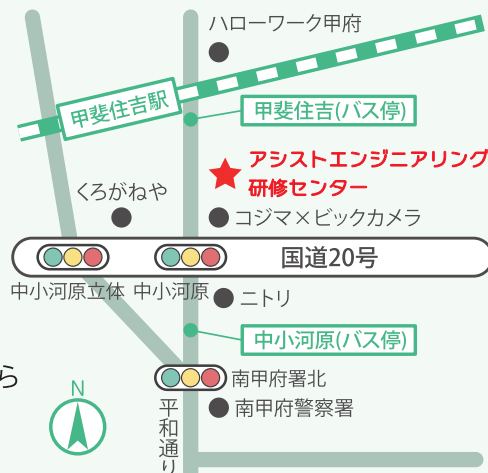 ハローワーク甲府
甲斐住吉駅
甲斐住吉(バス停)
アシストエンジニアリング
研修センター
くろがねや
コジマ×ビックカメラ
国道20号
中小河原立体
中小河原
ニトリ
中小河原(バス停)
ら
南甲府署北
N
平和通り
南甲府警察署